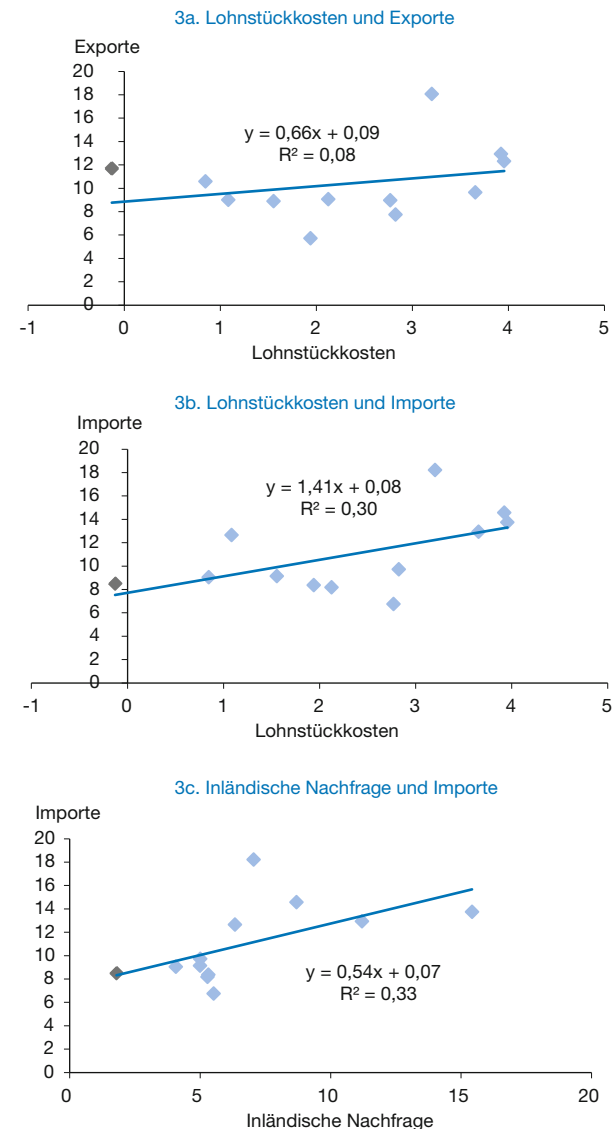 3a. Lohnstückkosten und Exporte
Exporte
20
18
16
14
12
10
8
6
4
2
0
y = 0,66x + 0,09
R² = 0,08
-1 0 1 2 3 4 5
Lohnstückkosten
3b. Lohnstückkosten und Importe
Importe
20
18
16
14
12
10
8
6
4
2
0
y = 1,41x + 0,08
R² = 0,30
-1 0 1 2 3 4 5
Lohnstückkosten
3c. Inländische Nachfrage und Importe
Importe
20
18
16
14
12
10
8
6
4
2
0
y = 0,54x + 0,07
R² = 0,33
0 5 10 15 20
Inländische Nachfrage